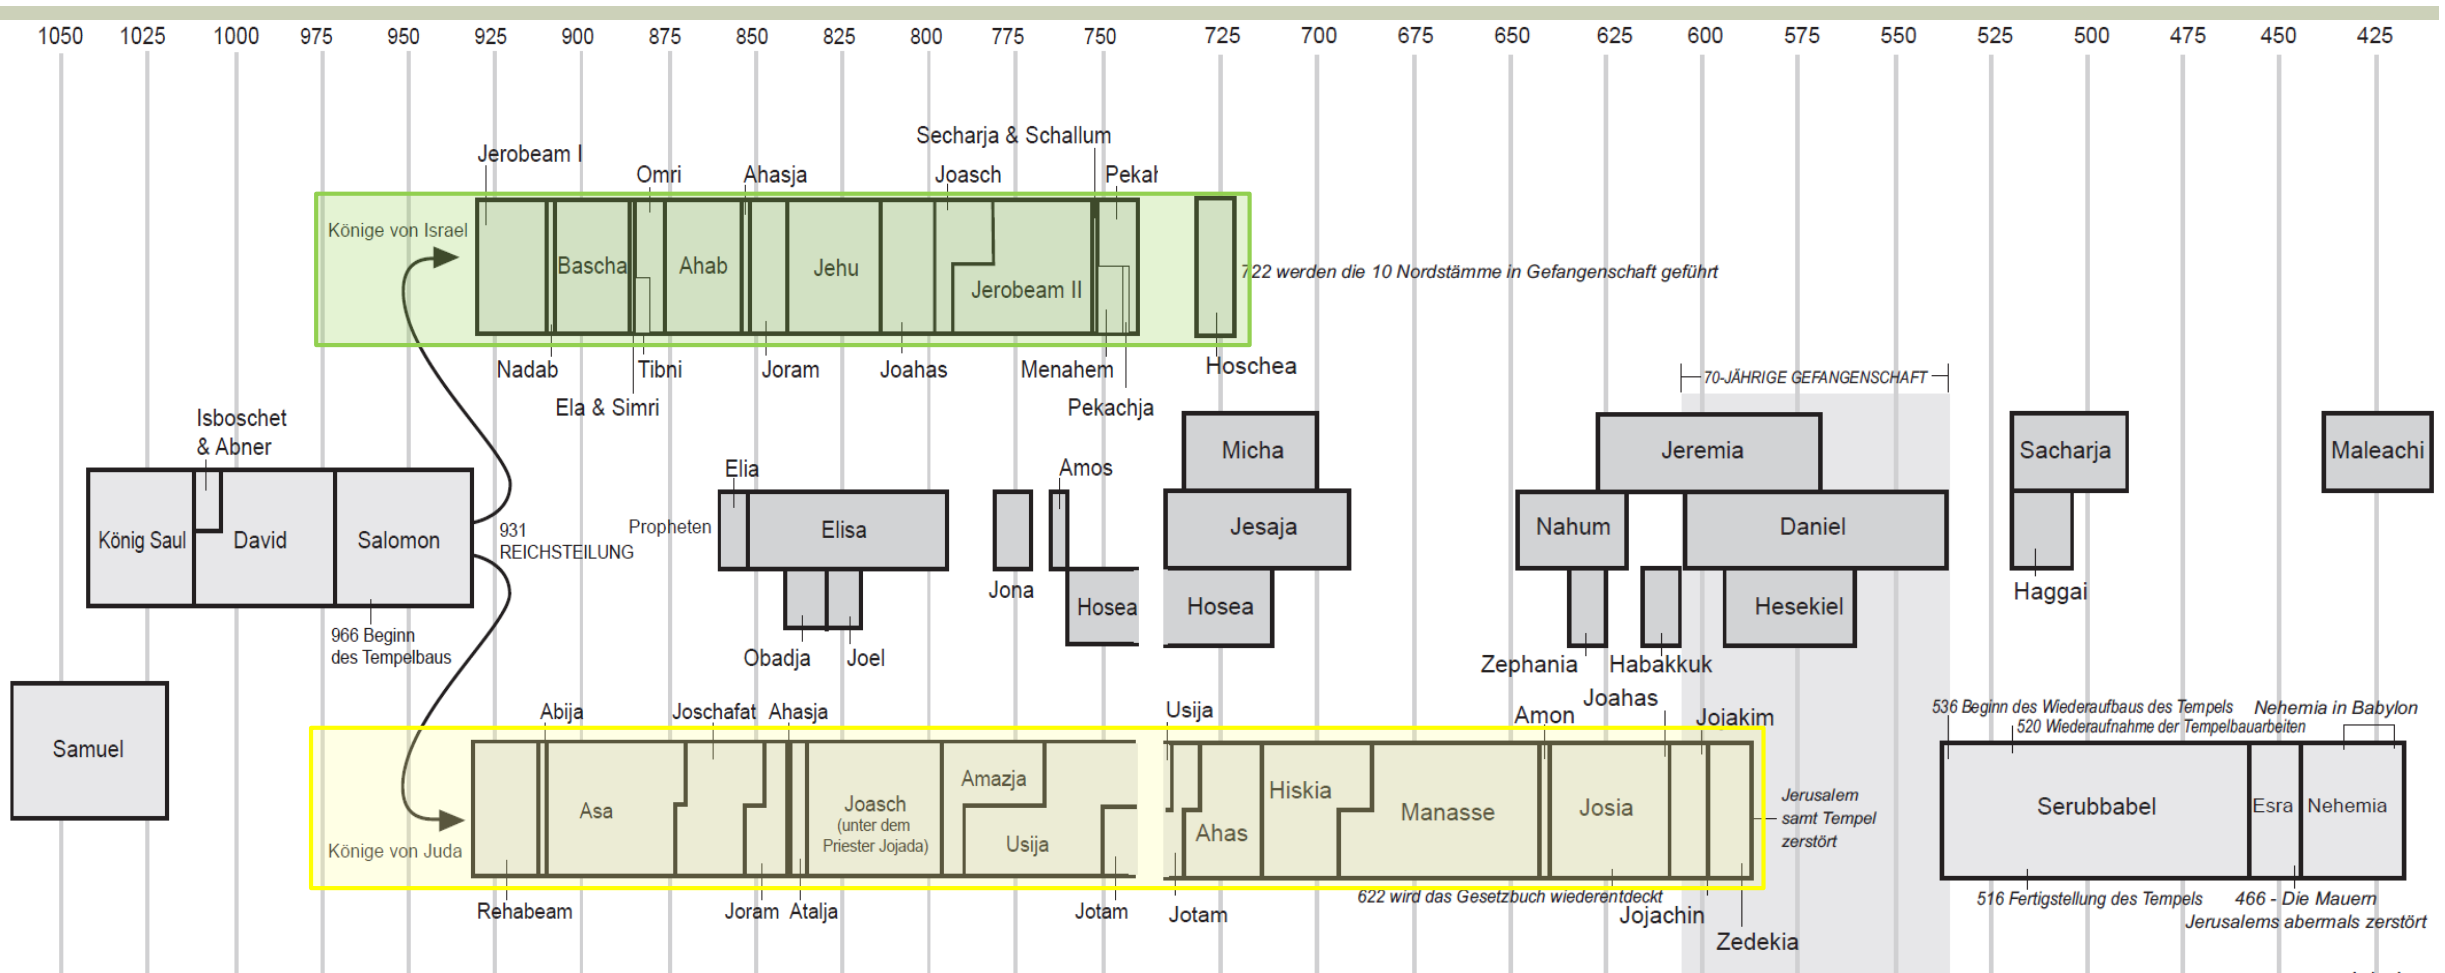 1050 1025 1000 975 950 925 900 875 850 825 800 775 750 725 700 675 650 625 600 575 550 525 500 475 450 425
Secharja & Schallum
Jerobeam I
Omri
Ahasja
Joasch
Könige von Israel
Bascha
Ahab
Jehu
Jerobeam II
722 werden die 10 Nordstämme in Gefangenschaft geführt
Nadab
Tibni
Joram
Joahas
Menahem
Hoschea
Ela & Simri
Pekachja
70-JÄHRIGE GEFANGENSCHAFT
Isboschet
& Abner
König Saul
David
Salomon
931
REICHSTEILUNG
966 Beginn
des Tempelbaus
Samuel
Propheten
Elia
Elisa
Obadja
Joel
Jona
Amos
Hosea
Hosea
Micha
Jesaja
Jeremia
Nahum
Daniel
Zephania
Habakkuk
Hesekiel
Sacharja
Haggai
Maleachi
Abija
Joschafat
Ahasja
Usija
Amon
Joahas
Jojakim
Könige von Juda
Asa
Joasch
(unter dem
Priester Jojada)
Amazja
Usija
Ahas
Hiskia
Manasse
Josia
Jerusalem
samt Tempel
zerstört
Rehabeam
Joram
Atalja
Jotam
Jotam
622 wird das Gesetzbuch wiederentdeckt
Jojachin
Zedekia
536 Beginn des Wiederaufbaus des Tempels
520 Wiederaufnahme der Tempelbauarbeiten
Nehemia in Babylon
Serubbabel
Esra
Nehemia
516 Fertigstellung des Tempels
466 - Die Mauern
Jerusalems abermals zerstört